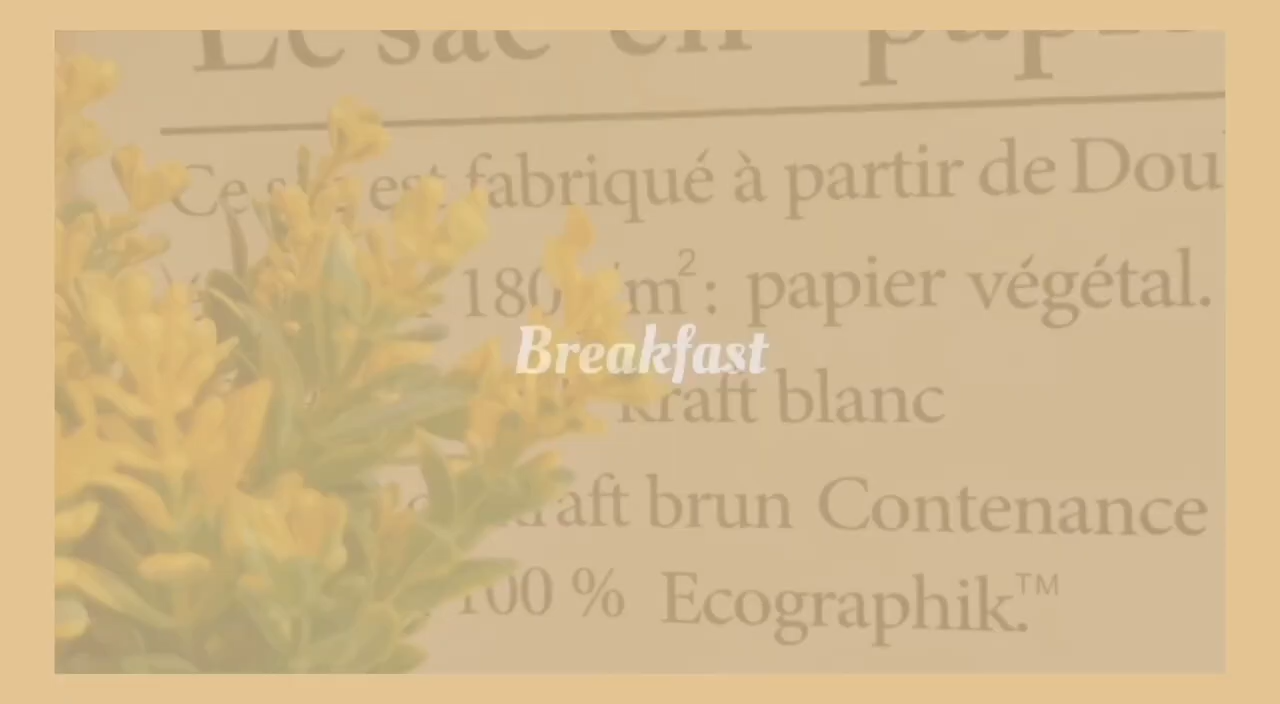 Le sac en papi
Ce sac est fabriqué à partir de Dou
180 m²: papier végétal.
Breakfast
kraft blanc
kraft brun Contenance
100 % Ecographik.™